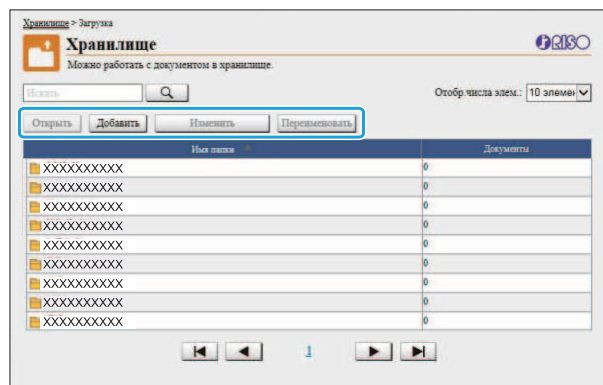 Хранилище > Загрузка
Хранилище
RISO
Можно работать с документом в хранилище.
Искать
Отобр.числа элем.: 10 элемен
Открыть Добавить Изменить Переименовать
Имя папки Документы
XXXXXXXXXX 0
XXXXXXXXXX 0
XXXXXXXXXX 0
XXXXXXXXXX 0
XXXXXXXXXX 0
XXXXXXXXXX 0
XXXXXXXXXX 0
XXXXXXXXXX 0
XXXXXXXXXX 0
1